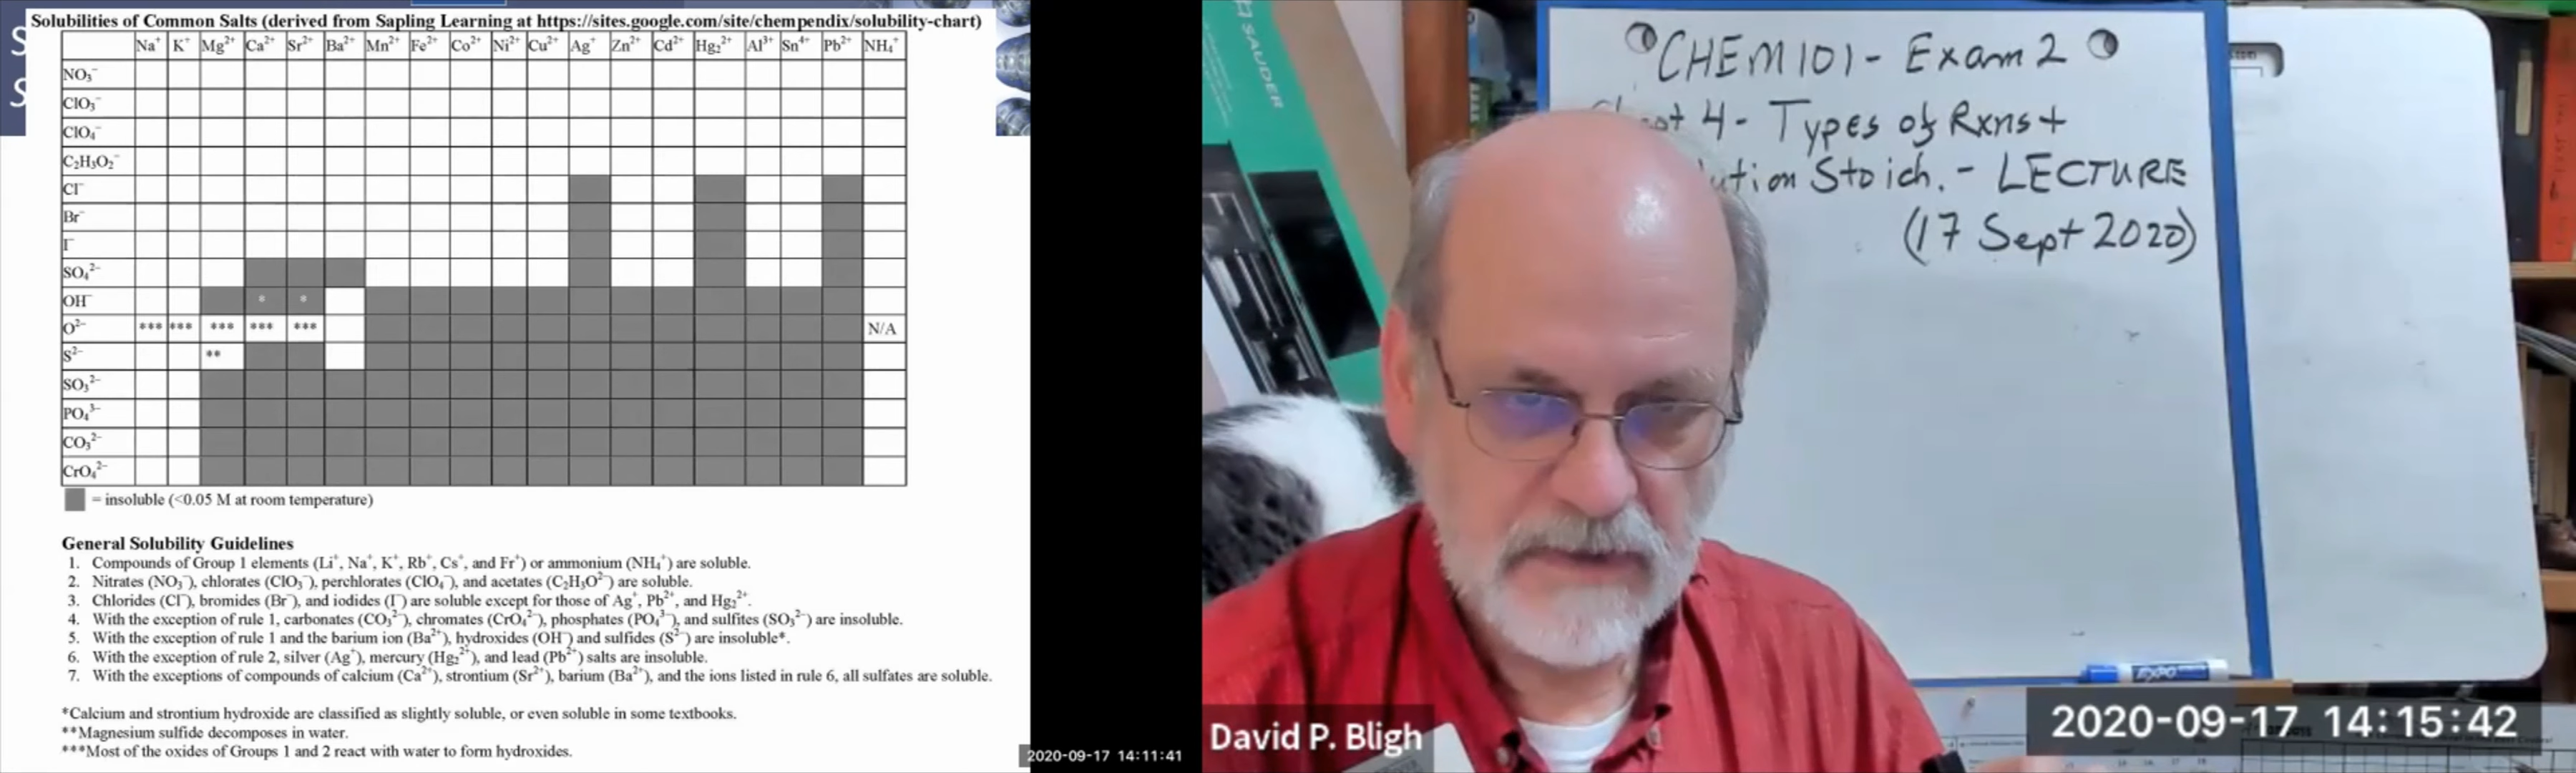 S
S
Solubilities of Common Salts (derived from Sapling Learning at https://sites.google.com/site/chempendix/solubility-chart)
Na⁺ K⁺ Mg²⁺ Ca²⁺ Sr²⁺ Ba²⁺ Mn²⁺ Fe²⁺ Co²⁺ Ni²⁺ Cu²⁺ Ag⁺ Zn²⁺ Cd²⁺ Hg₂²⁺ Al³⁺ Sn⁴⁺ Pb²⁺ NH₄⁺
NO₃⁻
ClO₃⁻
ClO₄⁻
C₂H₃O₂⁻
Cl⁻
Br⁻
I⁻
SO₄²⁻
OH⁻ * *
O²⁻ *** *** *** *** *** N/A
S²⁻ **
SO₃²⁻
PO₄³⁻
CO₃²⁻
CrO₄²⁻
= insoluble (<0.05 M at room temperature)
General Solubility Guidelines
1. Compounds of Group 1 elements (Li⁺, Na⁺, K⁺, Rb⁺, Cs⁺, and Fr⁺) or ammonium (NH₄⁺) are soluble.
2. Nitrates (NO₃⁻), chlorates (ClO₃⁻), perchlorates (ClO₄⁻), and acetates (C₂H₃O²⁻) are soluble.
3. Chlorides (Cl⁻), bromides (Br⁻), and iodides (I⁻) are soluble except for those of Ag⁺, Pb²⁺, and Hg₂²⁺.
4. With the exception of rule 1, carbonates (CO₃²⁻), chromates (CrO₄²⁻), phosphates (PO₄³⁻), and sulfites (SO₃²⁻) are insoluble.
5. With the exception of rule 1 and the barium ion (Ba²⁺), hydroxides (OH⁻) and sulfides (S²⁻) are insoluble*.
6. With the exception of rule 2, silver (Ag⁺), mercury (Hg₂²⁺), and lead (Pb²⁺) salts are insoluble.
7. With the exceptions of compounds of calcium (Ca²⁺), strontium (Sr²⁺), barium (Ba²⁺), and the ions listed in rule 6, all sulfates are soluble.
*Calcium and strontium hydroxide are classified as slightly soluble, or even soluble in some textbooks.
**Magnesium sulfide decomposes in water.
***Most of the oxides of Groups 1 and 2 react with water to form hydroxides.
2020-09-17 14:11:41
SAUDER
CHEM 101 - Exam 2
4 - Types of Rxns +
ution Stoich. - LECTURE
(17 Sept 2020)
EXPO
David P. Bligh
2020-09-17 14:15:42